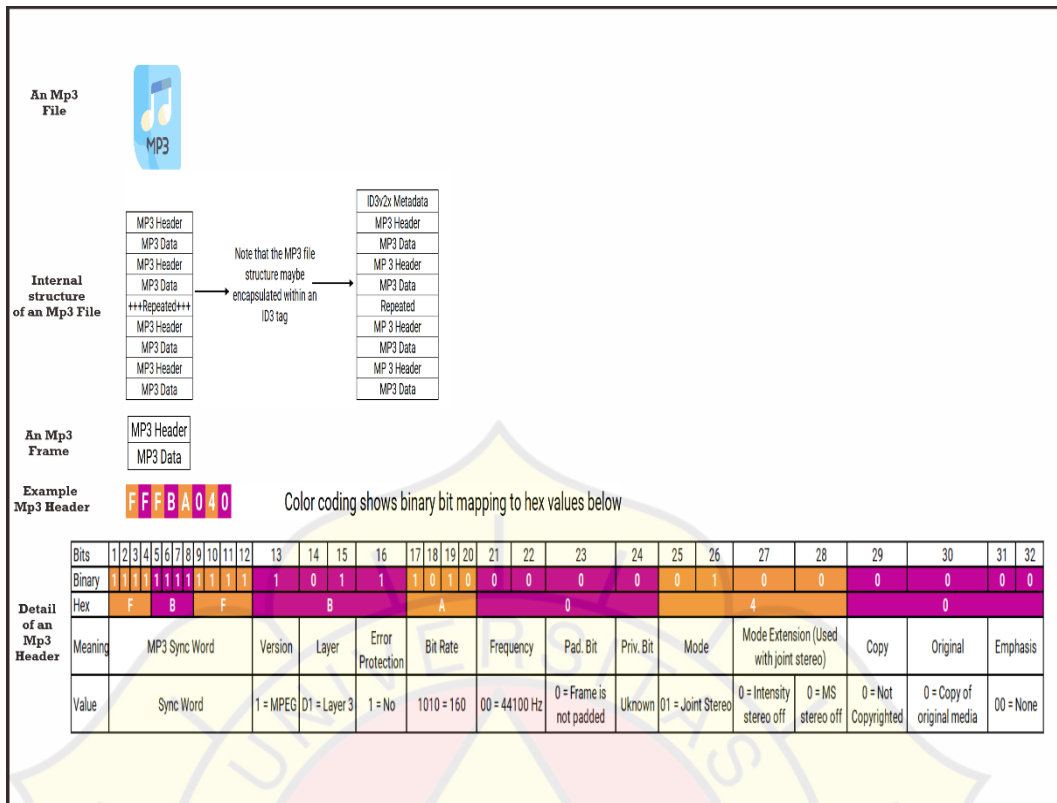 An Mp3
File
MP3
Internal
structure
of an Mp3 File
MP3 Header
MP3 Data
MP3 Header
MP3 Data
+++Repeated+++
MP3 Header
MP3 Data
MP3 Header
MP3 Data
Note that the MP3 file
structure maybe
encapsulated within an
ID3 tag
ID3v2x Metadata
MP3 Header
MP3 Data
MP 3 Header
MP3 Data
Repeated
MP 3 Header
MP3 Data
MP3 Header
MP3 Data
An Mp3
Frame
MP3 Header
MP3 Data
Example
Mp3 Header
F F F B A 0 4 0
Color coding shows binary bit mapping to hex values below
Detail
of an
Mp3
Header
Bits 1 2 3 4 5 6 7 8 9 10 11 12 13 14 15 16 17 18 19 20 21 22 23 24 25 26 27 28 29 30 31 32
Binary 1 1 1 1 1 1 1 1 1 1 1 1 1 0 1 1 1 0 1 0 0 0 0 0 0 1 0 0 0 0 0 0
Hex F B F B A 0 4 0
Meaning MP3 Sync Word Version Layer Error Protection Bit Rate Frequency Pad. Bit Priv. Bit Mode Mode Extension (Used with joint stereo) Copy Original Emphasis
Value Sync Word 1 = MPEG D1 = Layer 3 1 = No 1010 = 160 00 = 44100 Hz 0 = Frame is not padded Uknown 01 = Joint Stereo 0 = Intensity stereo off 0 = MS stereo off 0 = Not Copyrighted 0 = Copy of original media 00 = None
UNIVERSITAS